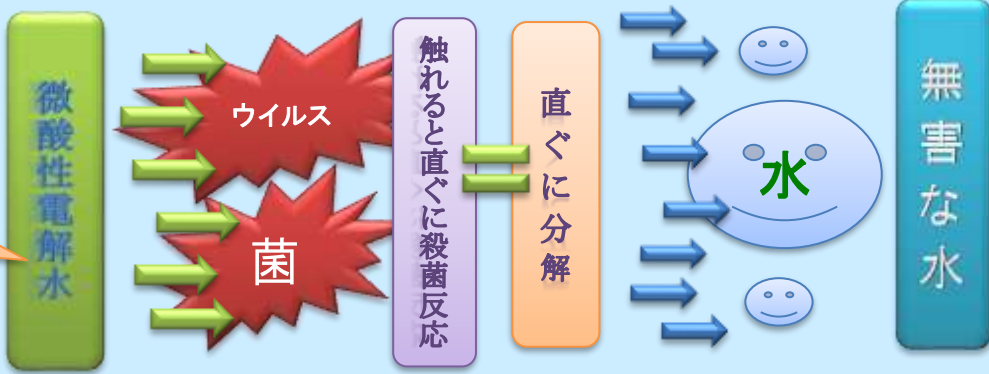 微酸性電解水
ウイルス
菌
触れると直ぐに殺菌反応
直ぐに分解
水
無害な水